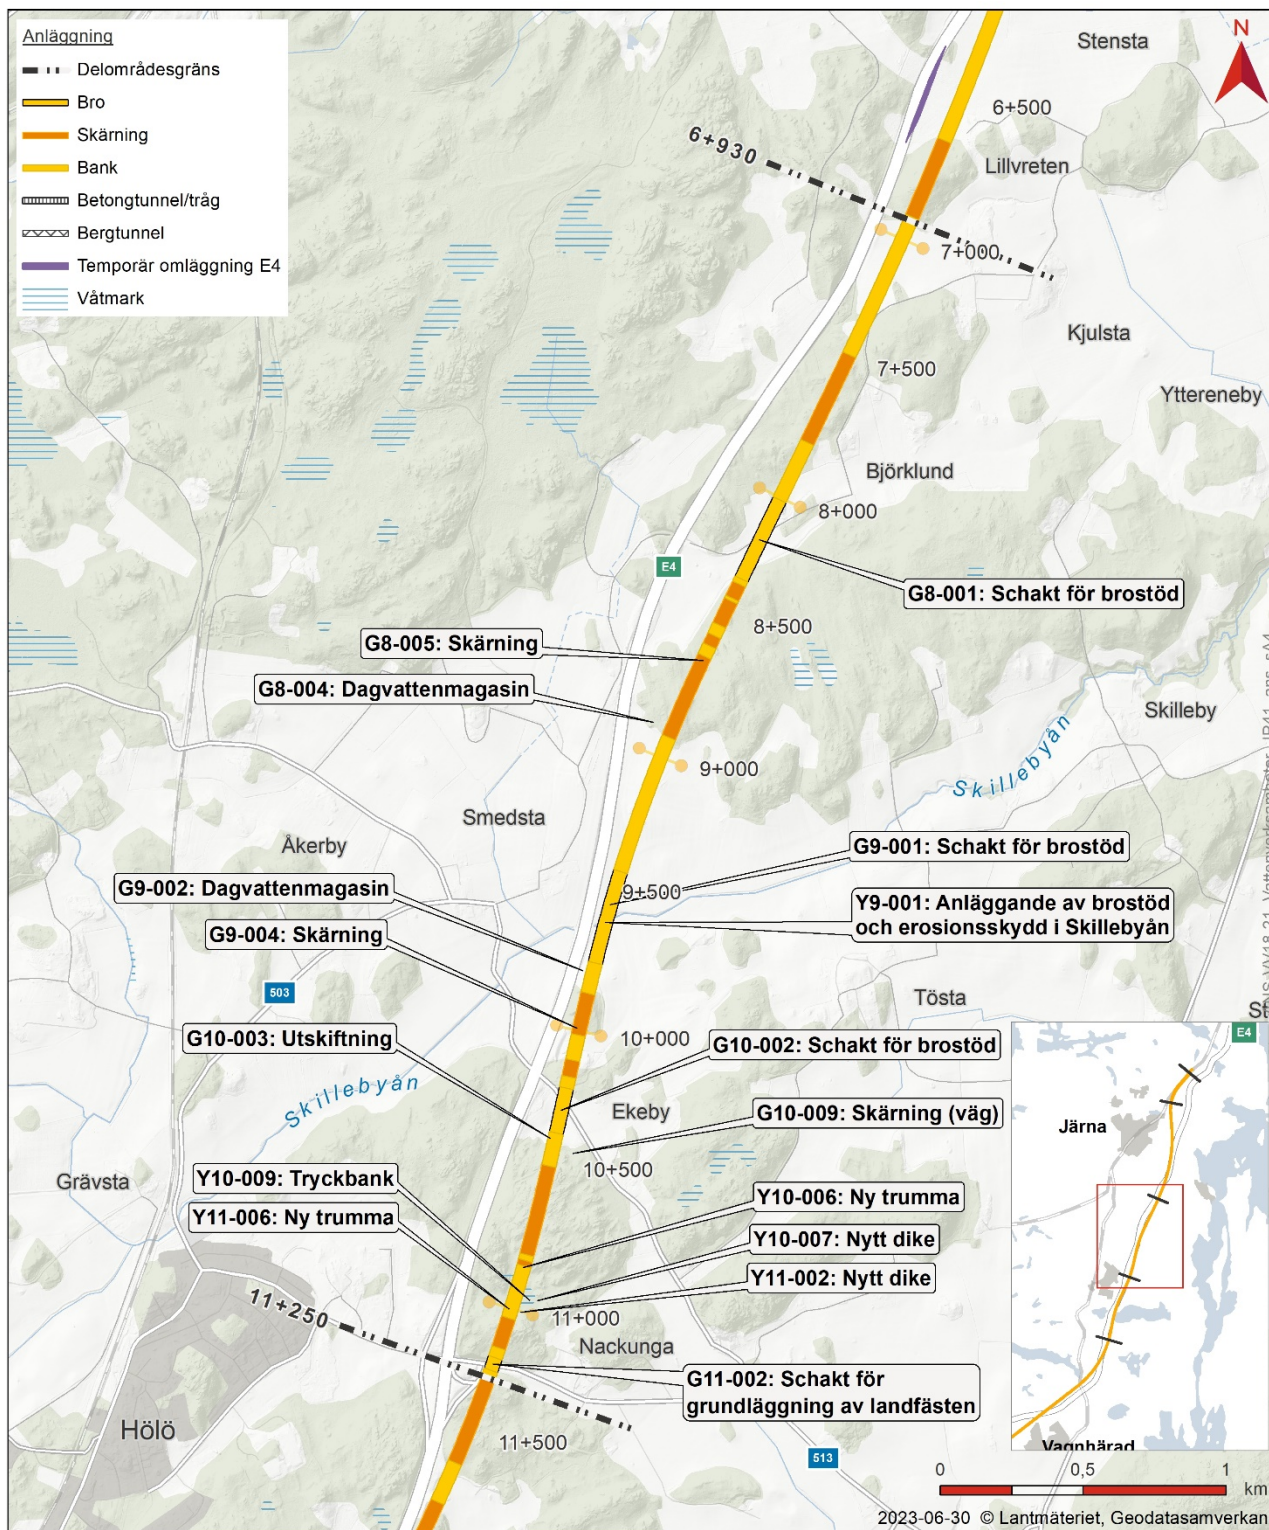 Anläggning
Delområdesgräns
Bro
Skärning
Bank
Betongtunnel/tråg
Bergtunnel
Temporär omläggning E4
Våtmark
N
Stensta
6+500
6+930
Lillvreten
7+000
Kjulsta
7+500
Yttereneby
Björklund
8+000
E4
G8-001: Schakt för brostöd
8+500
G8-005: Skärning
G8-004: Dagvattenmagasin
Skilleby
Skillebyån
9+000
Smedsta
Åkerby
G9-001: Schakt för brostöd
9+500
G9-002: Dagvattenmagasin
Y9-001: Anläggande av brostöd
och erosionsskydd i Skillebyån
G9-004: Skärning
503
Tösta
G10-003: Utskiftning
10+000
G10-002: Schakt för brostöd
E4
Skillebyån
Ekeby
G10-009: Skärning (väg)
Järna
10+500
Grävsta
Y10-009: Tryckbank
Y10-006: Ny trumma
Y11-006: Ny trumma
Y10-007: Nytt dike
Y11-002: Nytt dike
11+250
11+000
Nackunga
G11-002: Schakt för
grundläggning av landfästen
Hölö
11+500
513
Vagnhärad
0 0,5 1
km
2023-06-30 © Lantmäteriet, Geodatasamverkan